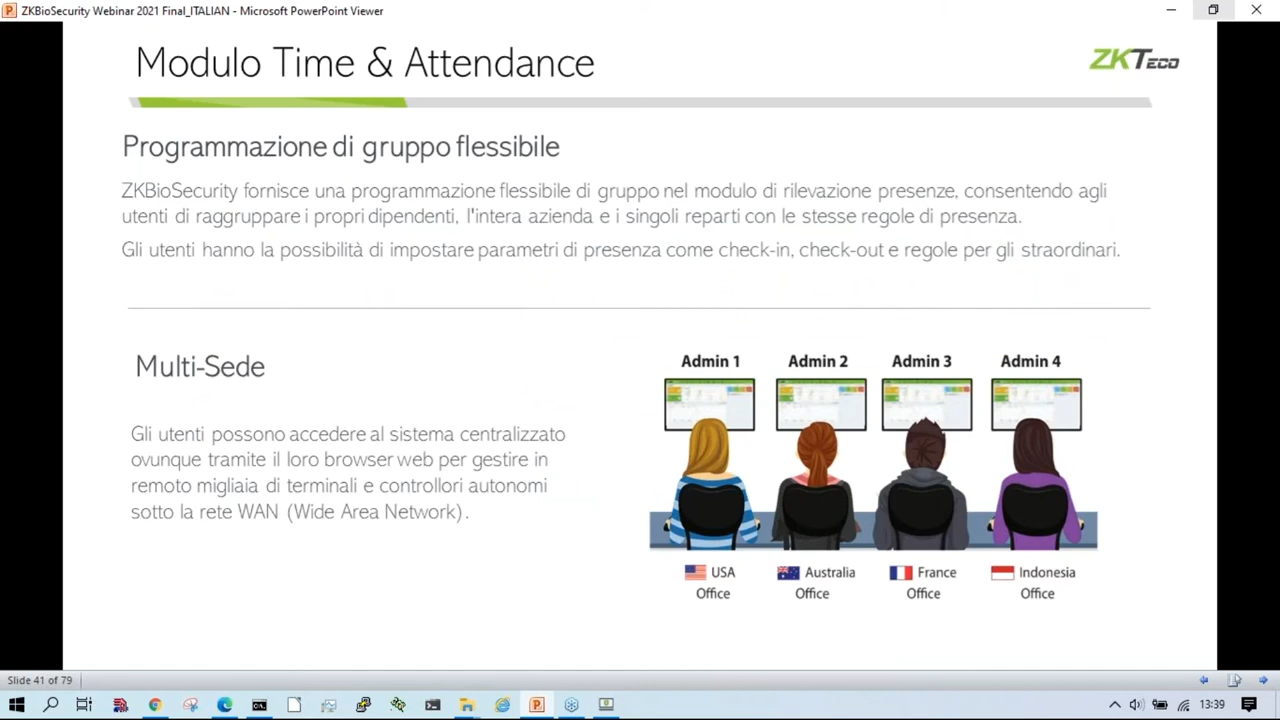 ZKBioSecurity Webinar 2021 Final_ITALIAN - Microsoft PowerPoint Viewer
Modulo Time & Attendance
ZKTECO
Programmazione di gruppo flessibile
ZKBioSecurity fornisce una programmazione flessibile di gruppo nel modulo di rilevazione presenze, consentendo agli
utenti di raggruppare i propri dipendenti, l'intera azienda e i singoli reparti con le stesse regole di presenza.
Gli utenti hanno la possibilità di impostare parametri di presenza come check-in, check-out e regole per gli straordinari.
Multi-Sede
Gli utenti possono accedere al sistema centralizzato
ovunque tramite il loro browser web per gestire in
remoto migliaia di terminali e controllori autonomi
sotto la rete WAN (Wide Area Network).
Admin 1 Admin 2 Admin 3 Admin 4
USA Australia France Indonesia
Office Office Office Office
Slide 41 of 79
13:39